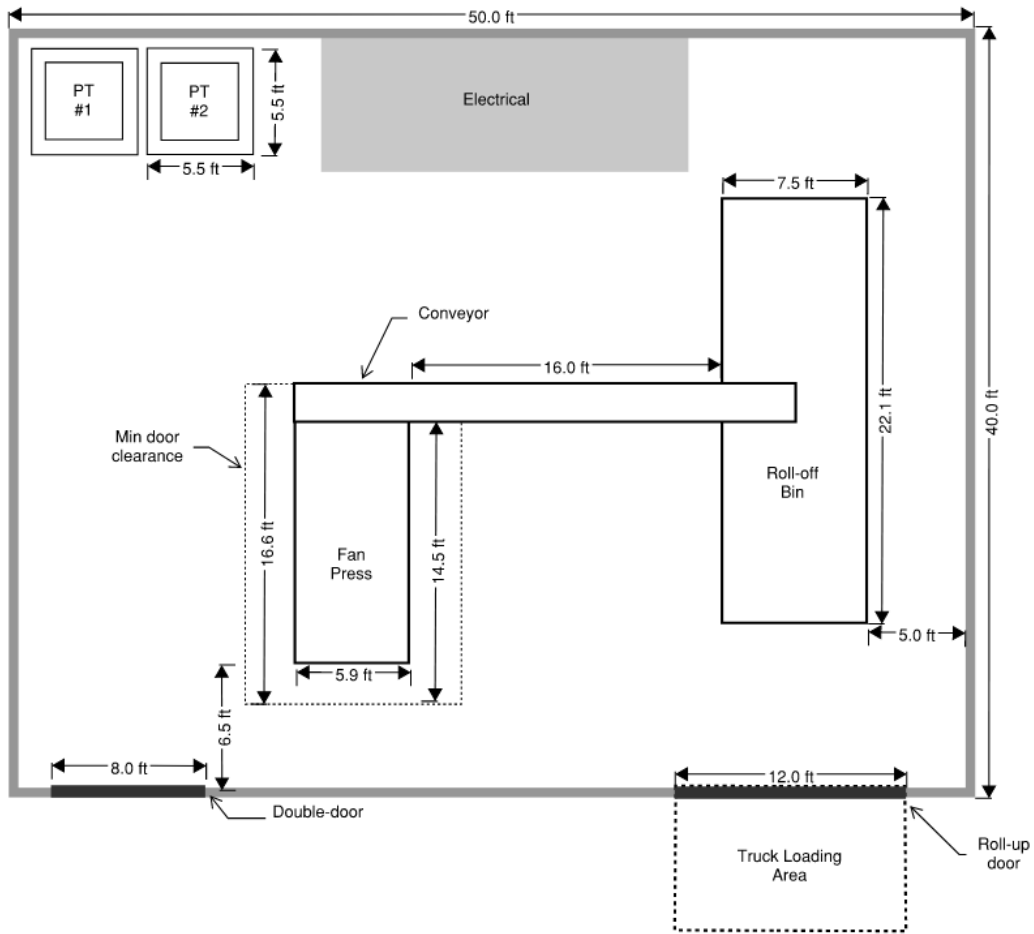 50.0 ft
PT
#1
PT
#2
5.5 ft
5.5 ft
Electrical
7.5 ft
Conveyor
16.0 ft
40.0 ft
22.1 ft
Min door
clearance
16.6 ft
14.5 ft
Roll-off
Bin
Fan
Press
5.0 ft
5.9 ft
6.5 ft
8.0 ft
12.0 ft
Double-door
Truck Loading
Area
Roll-up
door